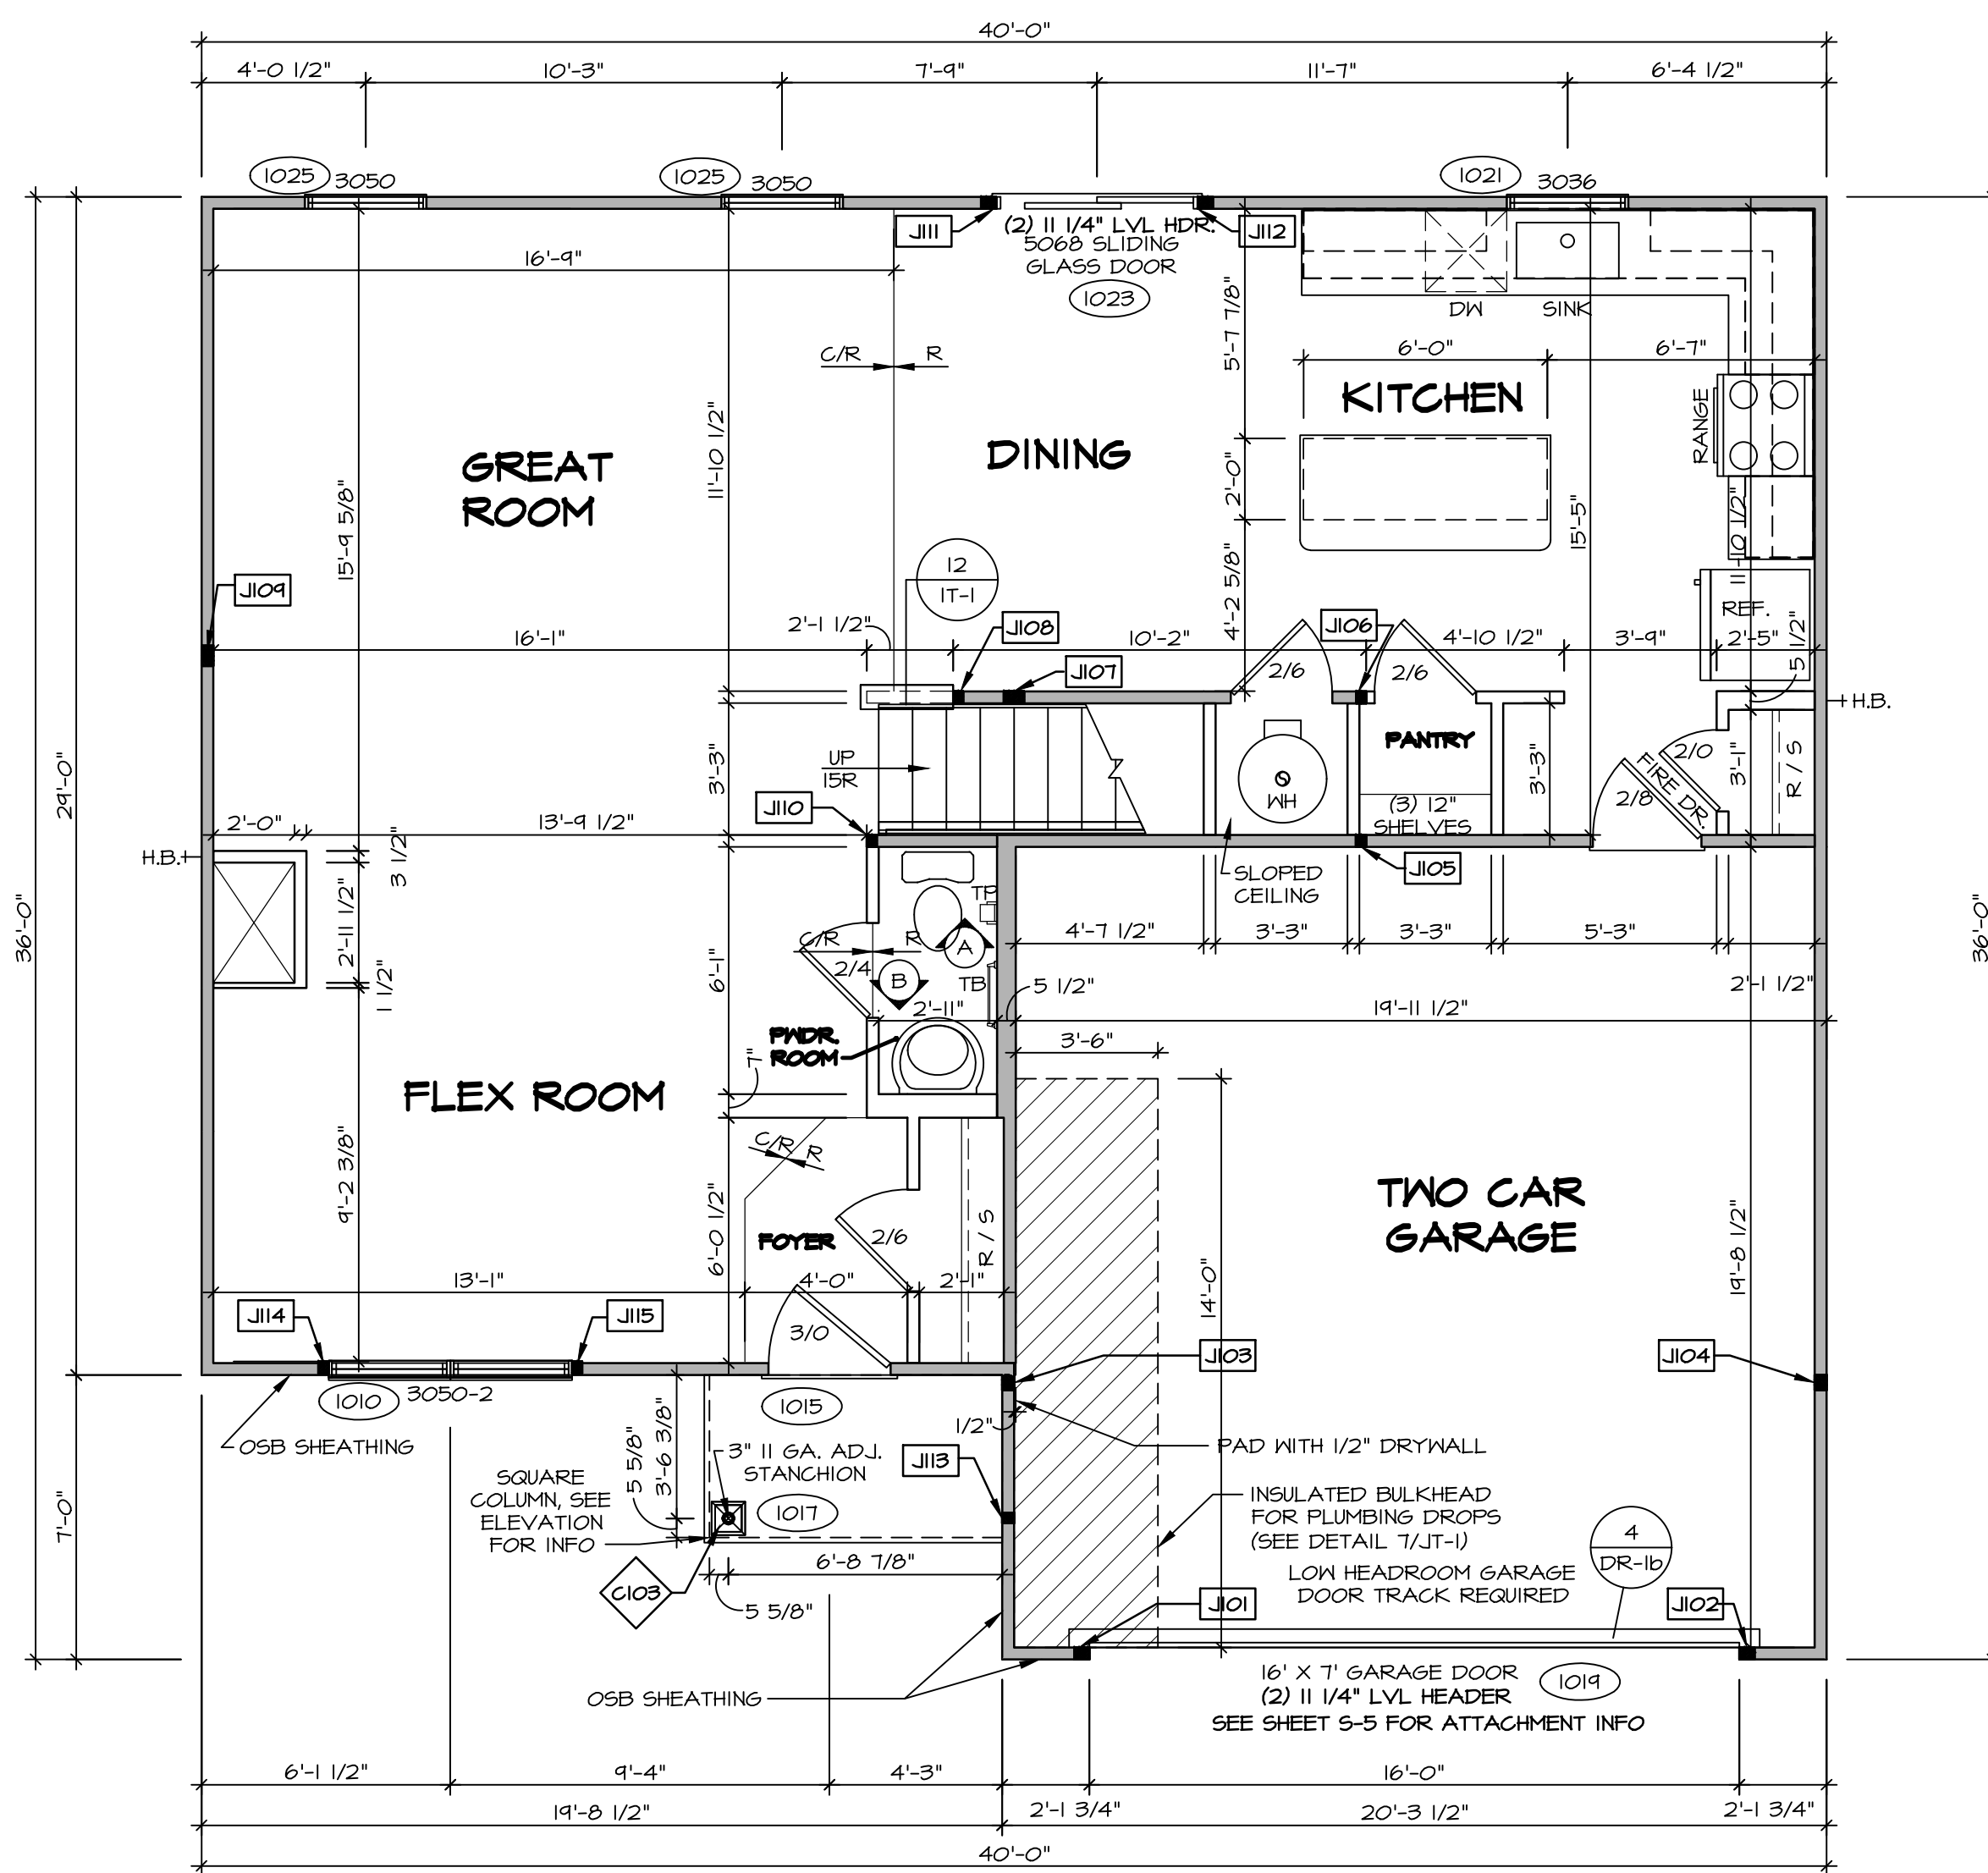 40'-0"
4'-0 1/2"
10'-3"
7'-9"
11'-7"
6'-4 1/2"
1025
3050
1025
3050
1021
3036
J111
(2) 11 1/4" LVL HDR.
J112
5068 SLIDING
GLASS DOOR
1023
16'-9"
DW
SINK
5'-7 7/8"
C/R
R
6'-0"
6'-7"
KITCHEN
RANGE
GREAT
ROOM
DINING
11'-10 1/2"
15'-9 5/8"
2'-0"
15'-5"
11'-10 1/2"
12
1T-1
4'-2 5/8"
J109
J108
J106
REF.
5 1/2"
16'-1"
2'-1 1/2"
10'-2"
4'-10 1/2"
3'-9"
2'-5"
J107
2/6
2/6
H.B.
29'-0"
36'-0"
36'-0"
3'-3"
UP
15R
PANTRY
3'-3"
2/0
FIRE DR.
2/8
3'-1"
R / S
WH
(3) 12"
SHELVES
J110
2'-0"
13'-9 1/2"
H.B.
3 1/2"
2'-11 1/2"
1 1/2"
J105
SLOPED
CEILING
TP
C/R
R
A
2/4
B
TB
6'-1"
4'-7 1/2"
3'-3"
3'-3"
5'-3"
2'-1 1/2"
5 1/2"
2'-11"
19'-11 1/2"
PWDR.
ROOM
7"
3'-6"
FLEX ROOM
9'-2 3/8"
C/R
R
TWO CAR
GARAGE
FOYER
2/6
R / S
6'-0 1/2"
14'-0"
19'-8 1/2"
13'-1"
4'-0"
2'-1"
J114
J115
3/0
J103
J104
1010
3050-2
1015
1/2"
OSB SHEATHING
PAD WITH 1/2" DRYWALL
3" 11 GA. ADJ.
STANCHION
J113
5 5/8"
3'-6 3/8"
SQUARE
COLUMN, SEE
ELEVATION
FOR INFO
1017
INSULATED BULKHEAD
FOR PLUMBING DROPS
(SEE DETAIL 7/JT-1)
7'-0"
4
DR-1b
6'-8 7/8"
LOW HEADROOM GARAGE
DOOR TRACK REQUIRED
C103
5 5/8"
J101
J102
OSB SHEATHING
16' X 7' GARAGE DOOR
1019
(2) 11 1/4" LVL HEADER
SEE SHEET S-5 FOR ATTACHMENT INFO
6'-1 1/2"
9'-4"
4'-3"
16'-0"
19'-8 1/2"
2'-1 3/4"
20'-3 1/2"
2'-1 3/4"
40'-0"